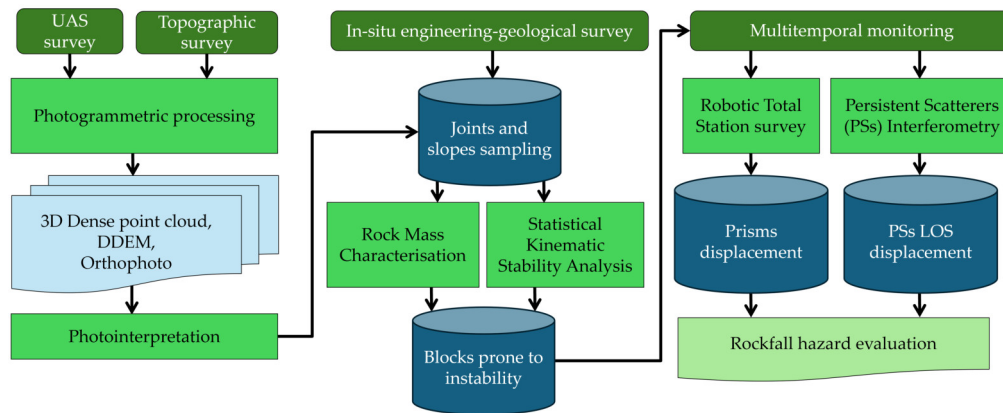 UAS
survey
Topographic
survey
Photogrammetric processing
3D Dense point cloud,
DDEM,
Orthophoto
Photointerpretation
In-situ engineering-geological survey
Joints and
slopes sampling
Rock Mass
Characterisation
Statistical
Kinematic
Stability Analysis
Blocks prone to
instability
Multitemporal monitoring
Robotic Total
Station survey
Persistent Scatterers
(PSs) Interferometry
Prisms
displacement
PSs LOS
displacement
Rockfall hazard evaluation